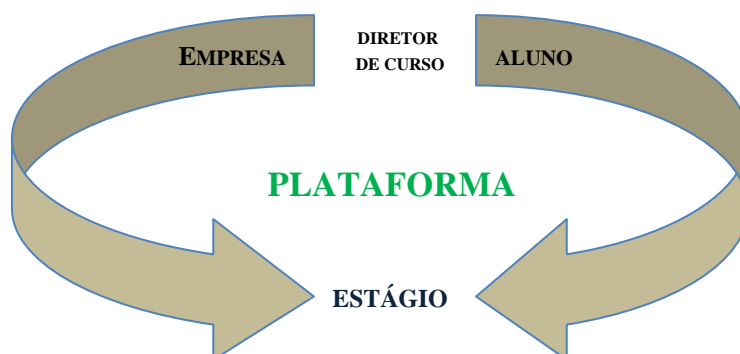 EMPRESA
DIRETOR
DE CURSO
ALUNO
PLATAFORMA
ESTÁGIO